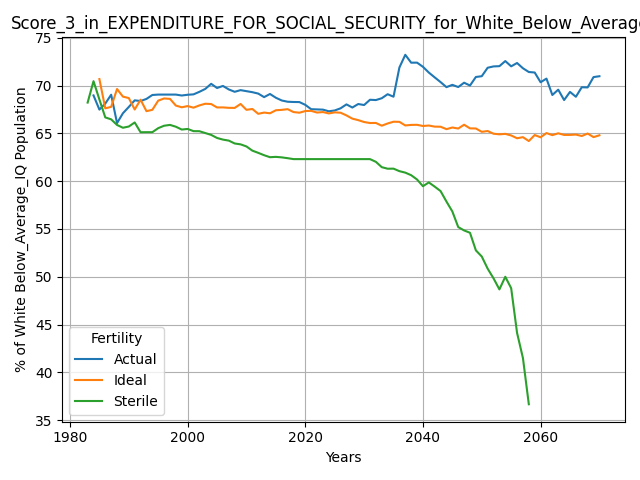 Score_3_in_EXPENDITURE_FOR_SOCIAL_SECURITY_for_White_Below_Average
75
70
65
60
55
50
45
40
35
% of White Below_Average_IQ Population
Fertility
Actual
Ideal
Sterile
1980 2000 2020 2040 2060
Years